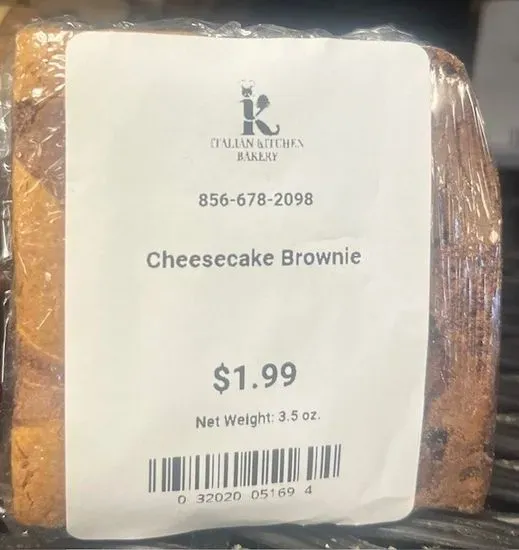 ITALIAN KITCHEN
BAKERY
856-678-2098
Cheesecake Brownie
$1.99
Net Weight: 3.5 oz.
0 32020 05169 4